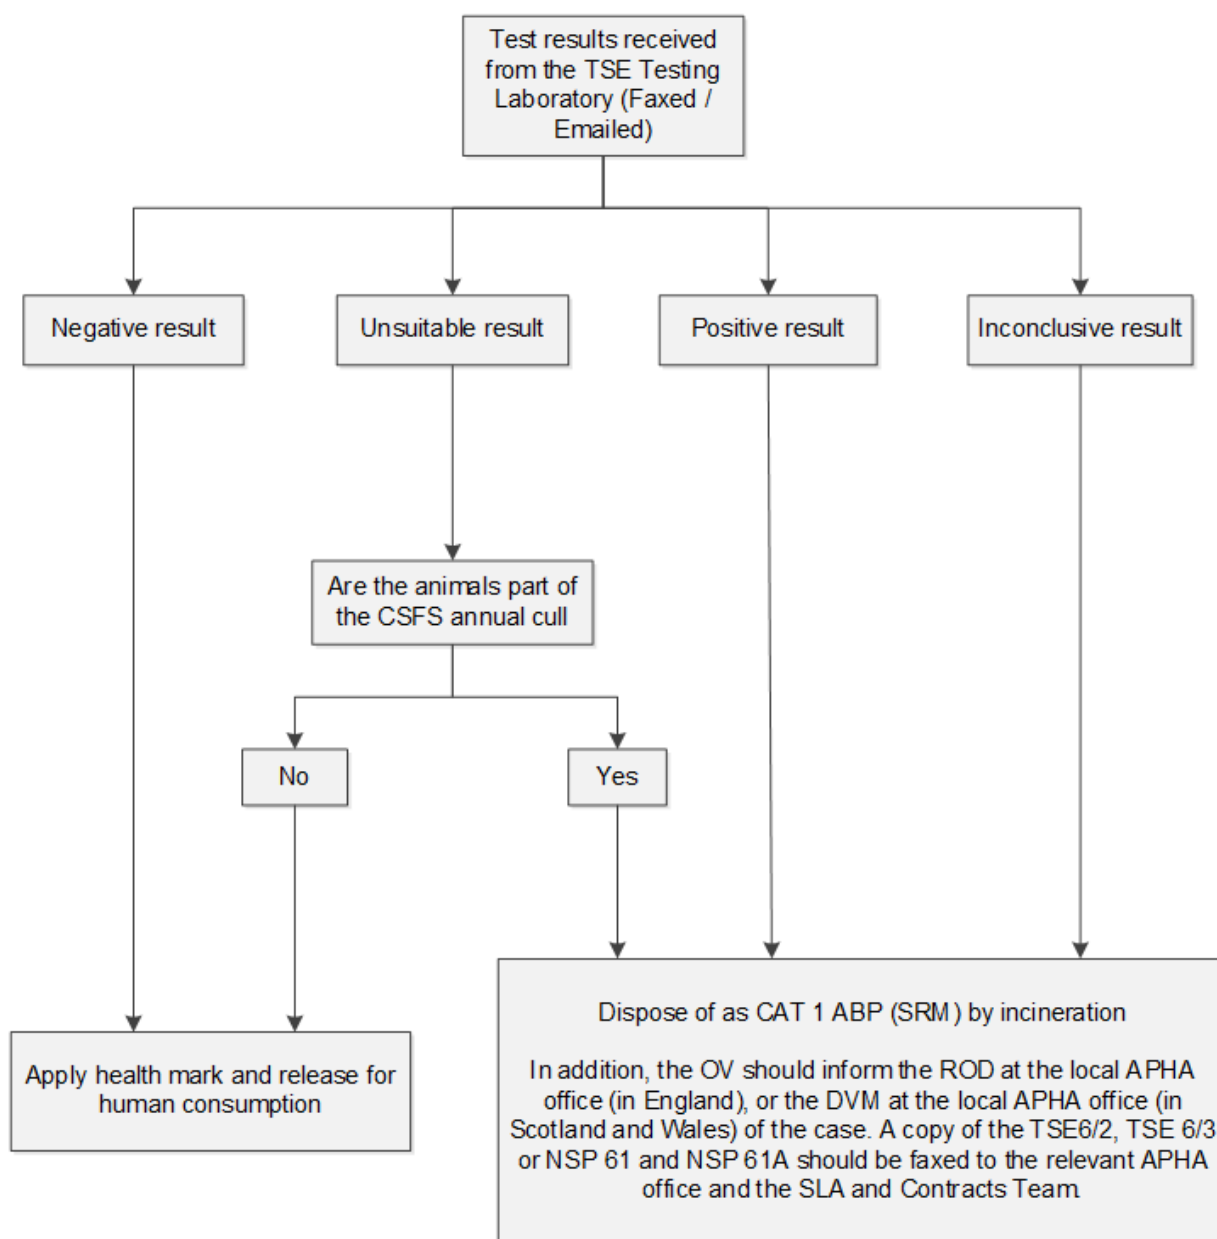 Test results received
from the TSE Testing
Laboratory (Faxed /
Emailed)
Negative result
Unsuitable result
Positive result
Inconclusive result
Are the animals part of
the CSFS annual cull
No
Yes
Apply health mark and release for
human consumption
Dispose of as CAT 1 ABP (SRM) by incineration
In addition, the OV should inform the ROD at the local APHA
office (in England), or the DVM at the local APHA office (in
Scotland and Wales) of the case. A copy of the TSE6/2, TSE 6/3
or NSP 61 and NSP 61A should be faxed to the relevant APHA
office and the SLA and Contracts Team.